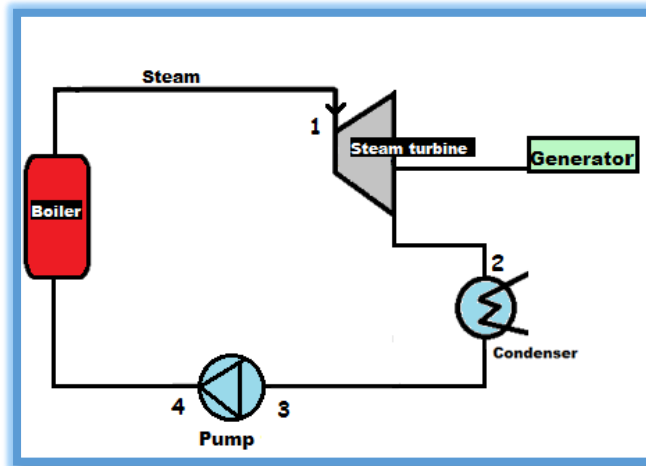 Steam
1
Steam turbine
Generator
Boiler
2
Condenser
4
3
Pump